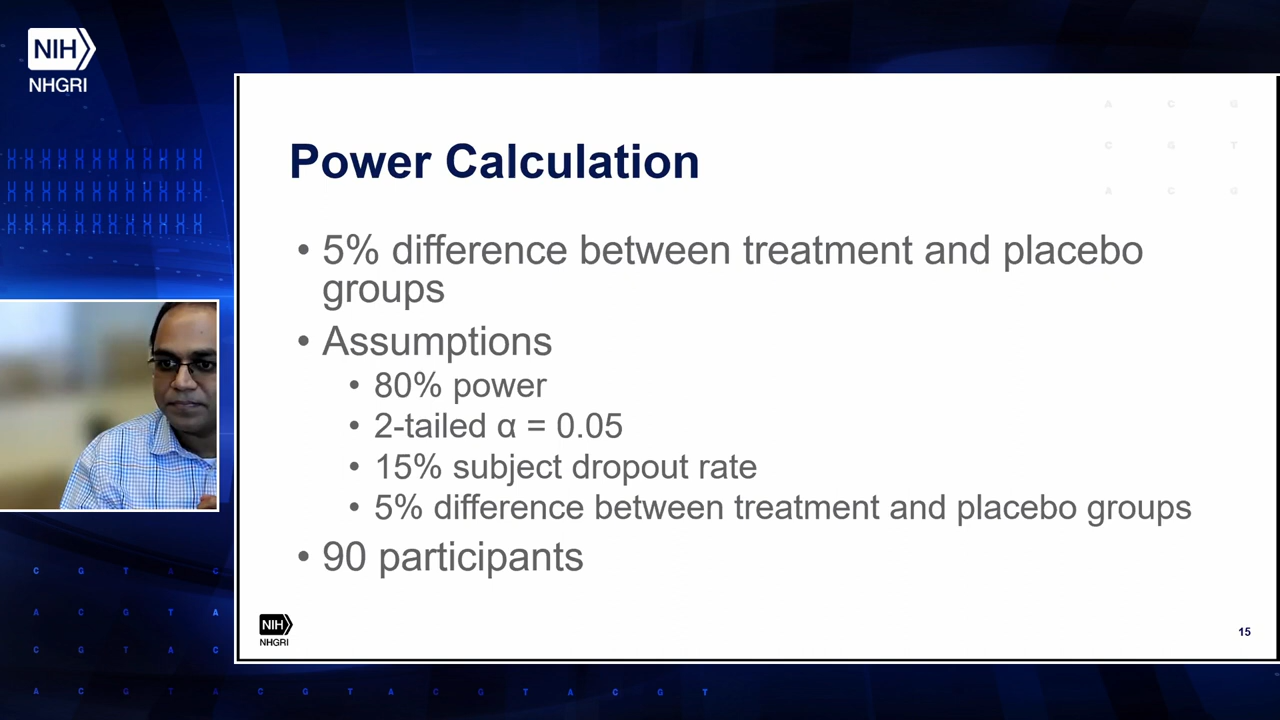 NIH
NHGRI
A C G
C G T
A C G
Power Calculation
• 5% difference between treatment and placebo
groups
• Assumptions
• 80% power
• 2-tailed α = 0.05
• 15% subject dropout rate
• 5% difference between treatment and placebo groups
• 90 participants
NIH
NHGRI
15
C G T A C
A C G T A
C G T A C
A C G T A C G T A C G T A C G T